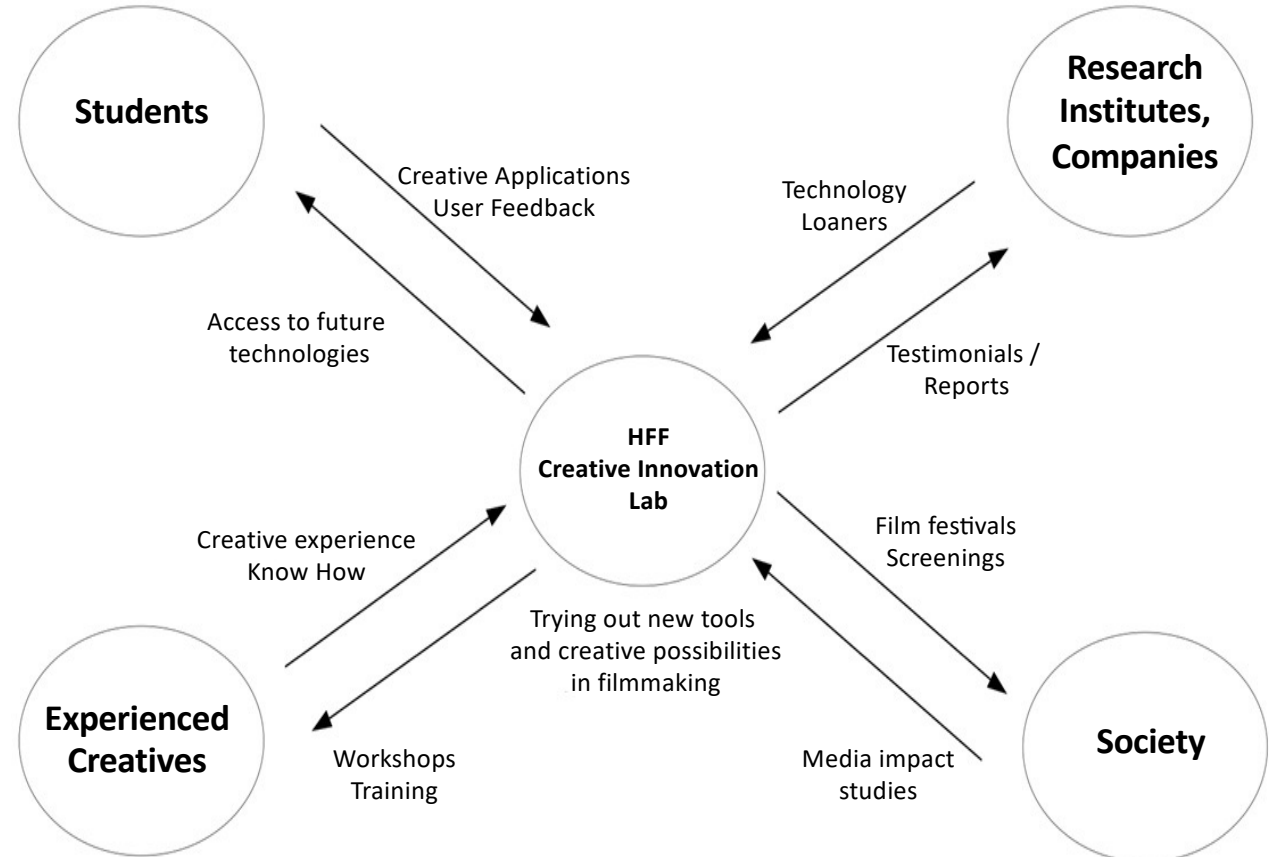 Students
Research
Institutes,
Companies
Creative Applications
User Feedback
Technology
Loaners
Access to future
technologies
Testimonials /
Reports
HFF
Creative Innovation
Lab
Creative experience
Know How
Film festivals
Screenings
Trying out new tools
and creative possibilities
in filmmaking
Experienced
Creatives
Workshops
Training
Media impact
studies
Society